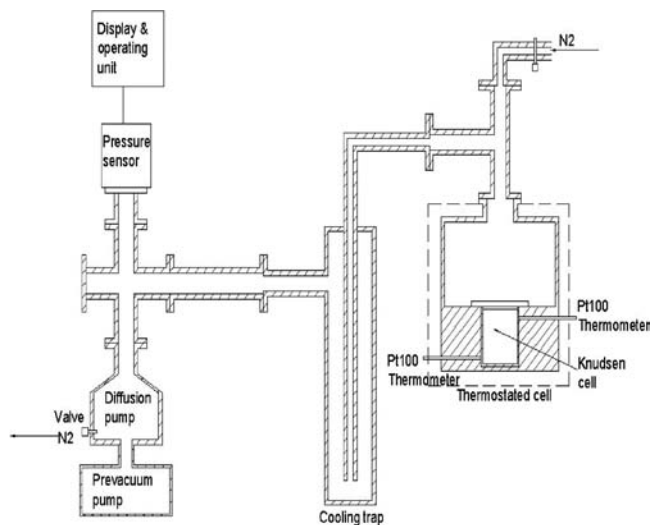 Display &
operating
unit
N2
Pressure
sensor
Pt100
Thermometer
Pt100
Thermometer
Knudsen
cell
Thermostated cell
Diffusion
pump
Valve
N2
Prevacuum
pump
Cooling trap